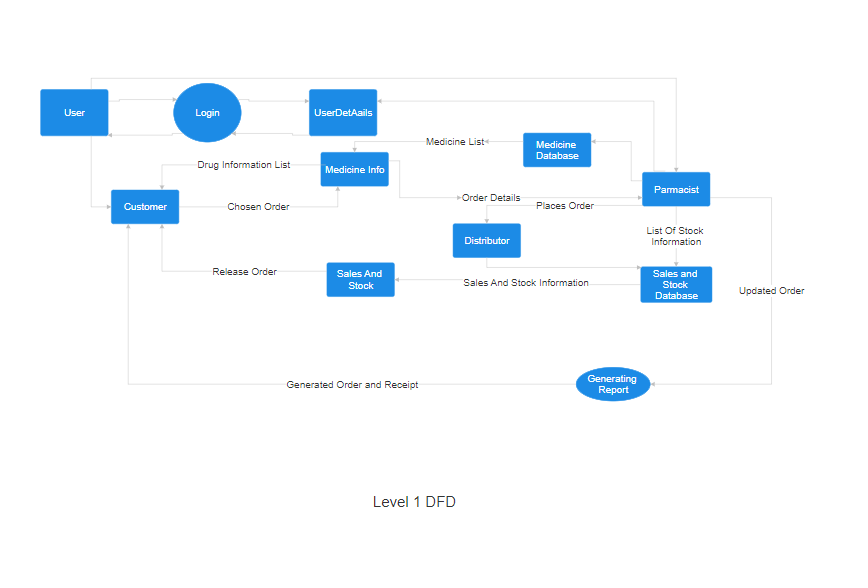 User
Login
UserDetAails
Medicine List
Medicine
Database
Drug Information List
Medicine Info
Parmacist
Customer
Chosen Order
Order Details
Places Order
Distributor
List Of Stock
Information
Release Order
Sales And
Stock
Sales And Stock Information
Sales and
Stock
Database
Updated Order
Generated Order and Receipt
Generating
Report
Level 1 DFD